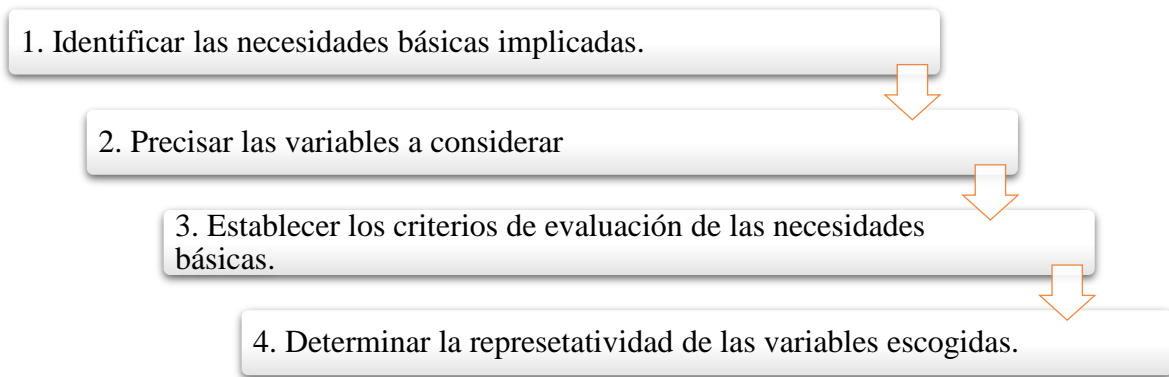 1. Identificar las necesidades básicas implicadas.
2. Precisar las variables a considerar
3. Establecer los criterios de evaluación de las necesidades
básicas.
4. Determinar la represetatividad de las variables escogidas.